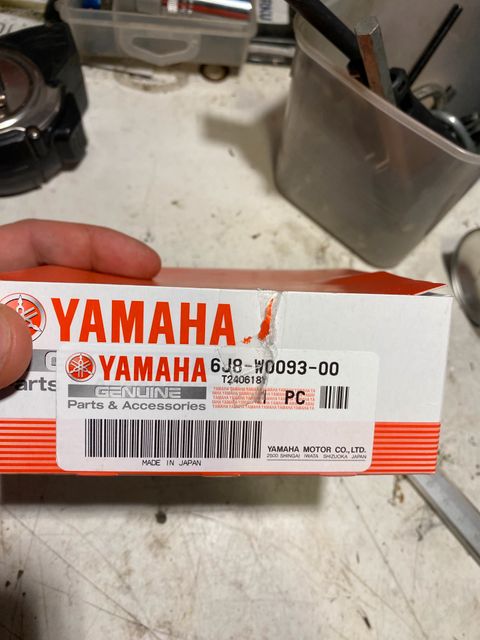 YAMAHA
Parts
YAMAHA
GENUINE
Parts & Accessories
6J8-W0093-00
T2406181
1 PC
MADE IN JAPAN
YAMAHA MOTOR CO., LTD.
2500 SHINGAI IWATA SHIZUOKA JAPAN